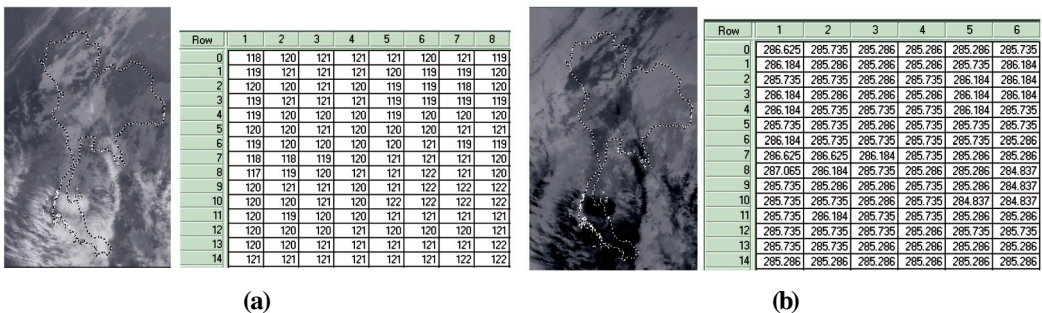 Row 1 2 3 4 5 6 7 8
0 118 120 121 121 121 120 121 119
1 119 121 121 121 120 119 119 120
2 120 120 121 120 119 119 118 120
3 119 121 121 121 119 119 119 119
4 119 120 120 120 119 120 120 120
5 120 120 121 120 120 120 121 121
6 119 120 120 120 120 121 119 119
7 118 118 119 120 121 121 121 120
8 117 119 120 120 121 122 121 120
9 120 121 121 120 121 122 122 122
10 120 120 121 120 122 122 122 122
11 120 119 120 120 121 121 121 121
12 120 120 120 120 121 120 120 121
13 120 120 121 121 121 121 120 122
14 121 121 121 121 121 121 122 122
(a)
Row 1 2 3 4 5 6
0 286.625 285.735 285.286 285.286 285.286 285.735
1 286.184 285.286 285.286 285.286 285.735 286.184
2 285.735 285.735 285.286 285.735 286.184 286.184
3 286.184 285.286 285.286 285.286 286.184 286.184
4 286.184 285.735 285.735 285.735 286.184 285.735
5 285.735 285.735 285.286 285.735 285.735 285.735
6 286.184 285.735 285.735 285.735 285.735 285.286
7 286.625 286.625 286.184 285.735 285.286 285.286
8 287.065 286.184 285.735 285.735 285.286 284.837
9 285.735 285.286 285.286 285.735 285.286 284.837
10 285.735 285.735 285.286 285.735 284.837 284.837
11 285.735 286.184 285.735 285.735 285.286 285.286
12 285.735 285.735 285.735 285.735 285.286 285.735
13 285.735 285.735 285.286 285.286 285.286 285.286
14 285.286 285.286 285.286 285.286 285.286 285.286
(b)